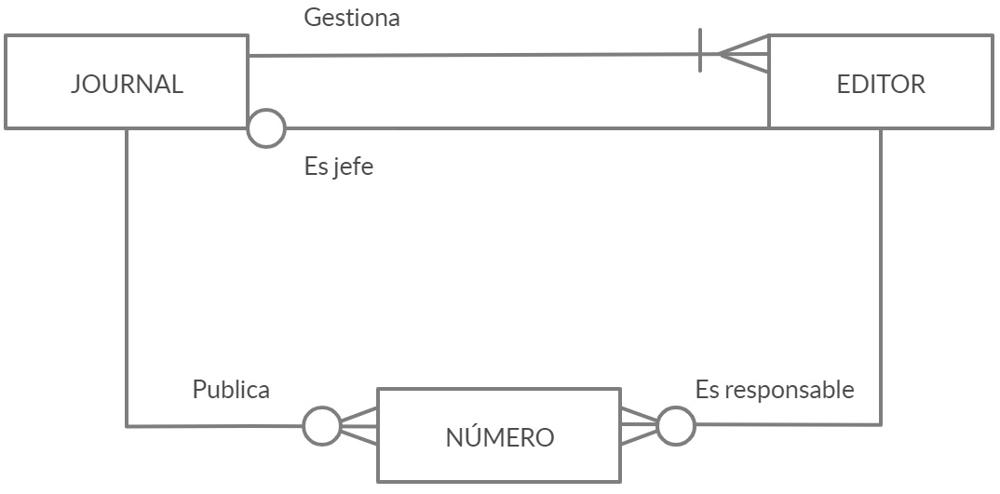 Gestiona
JOURNAL
EDITOR
Es jefe
Publica
Es responsable
NÚMERO